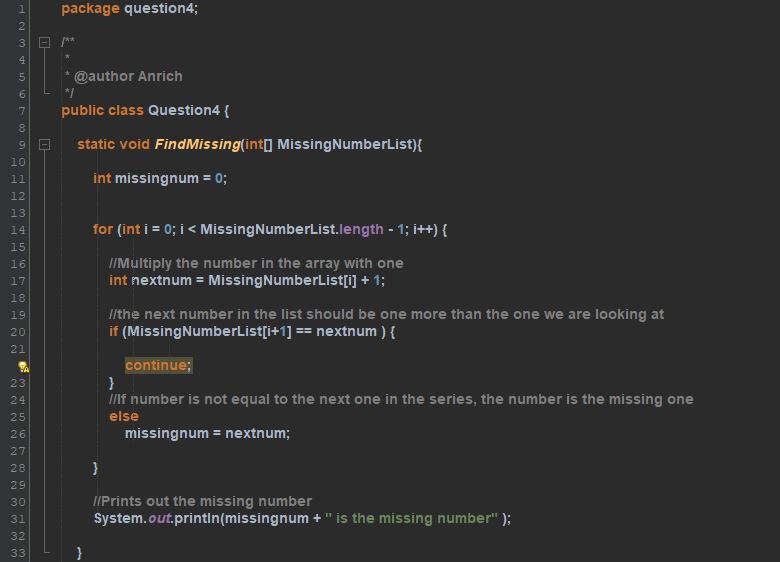 1 package question4;
2
3 /**
4 *
5 * @author Anrich
6 */
7 public class Question4 {
8
9 static void FindMissing(int[] MissingNumberList){
10
11 int missingnum = 0;
12
13
14 for (int i = 0; i < MissingNumberList.length - 1; i++) {
15
16 //Multiply the number in the array with one
17 int nextnum = MissingNumberList[i] + 1;
18
19 //the next number in the list should be one more than the one we are looking at
20 if (MissingNumberList[i+1] == nextnum ) {
21
continue;
23 }
24 //If number is not equal to the next one in the series, the number is the missing one
25 else
26 missingnum = nextnum;
27
28 }
29
30 //Prints out the missing number
31 System.out.println(missingnum + " is the missing number" );
32
33 }